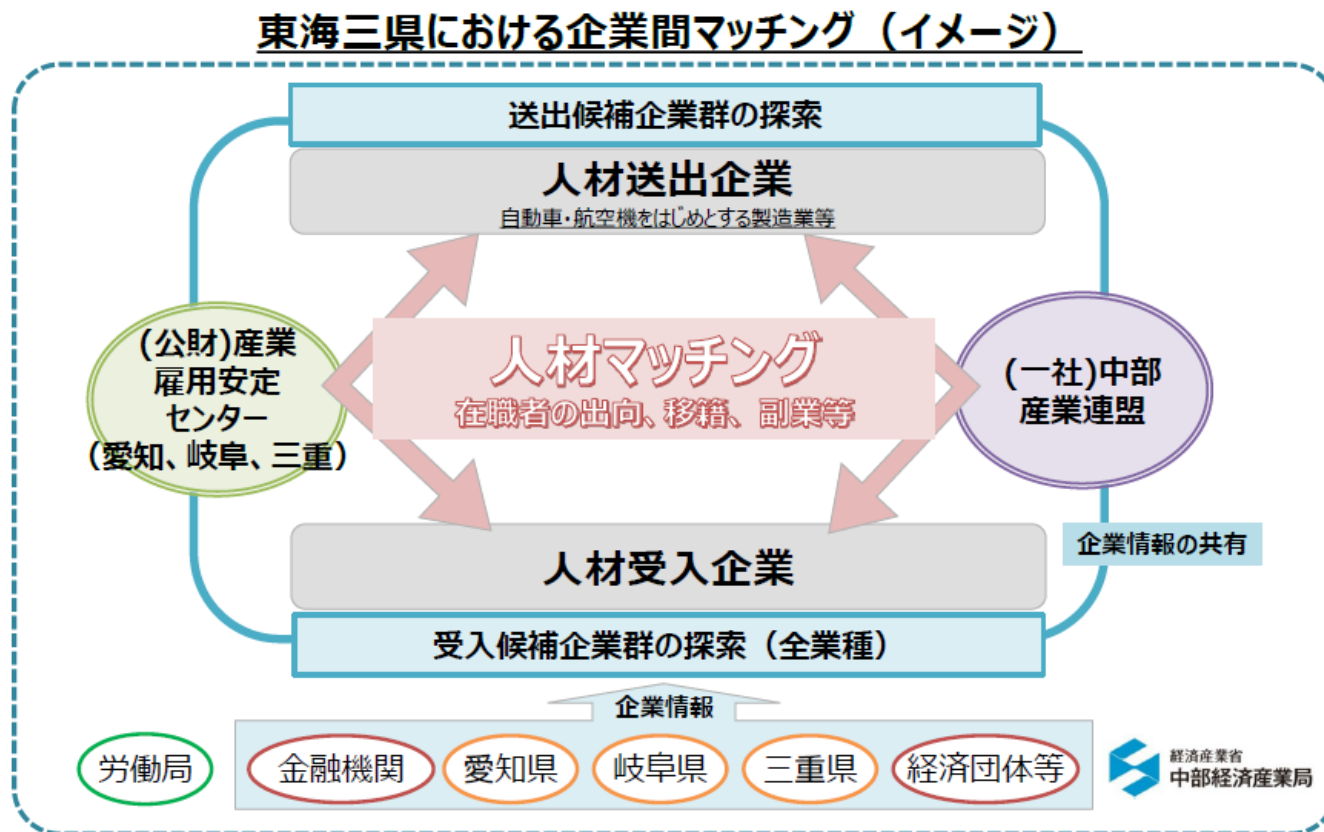 東海三県における企業間マッチング（イメージ）
送出候補企業群の探索
人材送出企業
自動車・航空機をはじめとする製造業等
(公財)産業
雇用安定
センター
（愛知、岐阜、三重）
人材マッチング
在職者の出向、移籍、副業等
(一社)中部
産業連盟
人材受入企業
企業情報の共有
受入候補企業群の探索（全業種）
企業情報
労働局
金融機関
愛知県
岐阜県
三重県
経済団体等
経済産業省
中部経済産業局